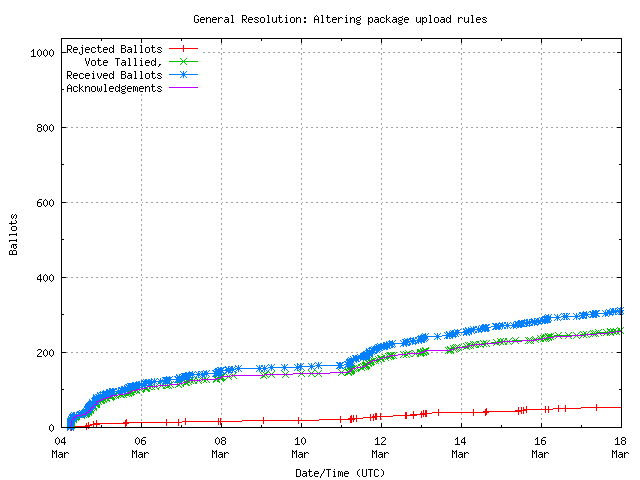 General Resolution: Altering package upload rules
Rejected Ballots
Vote Tallied,
Received Ballots
Acknowledgements
1000
800
600
400
200
0
Ballots
04 06 08 10 12 14 16 18
Mar Mar Mar Mar Mar Mar Mar Mar
Date/Time (UTC)